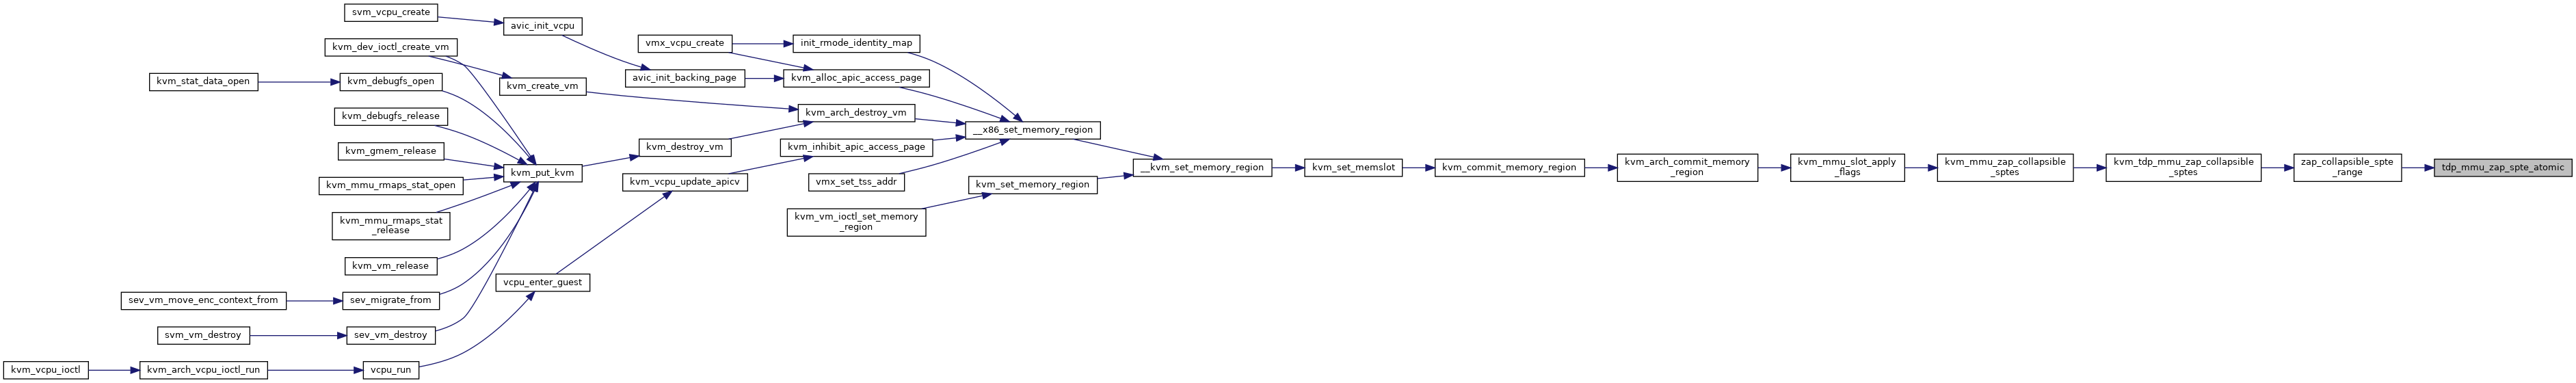 svm_vcpu_create
avic_init_vcpu
kvm_dev_ioctl_create_vm
vmx_vcpu_create
init_rmode_identity_map
kvm_stat_data_open
kvm_debugfs_open
kvm_create_vm
avic_init_backing_page
kvm_alloc_apic_access_page
kvm_debugfs_release
kvm_arch_destroy_vm
__x86_set_memory_region
kvm_gmem_release
kvm_destroy_vm
kvm_inhibit_apic_access_page
kvm_put_kvm
kvm_mmu_rmaps_stat_open
kvm_vcpu_update_apicv
vmx_set_tss_addr
kvm_set_memory_region
__kvm_set_memory_region
kvm_set_memslot
kvm_commit_memory_region
kvm_arch_commit_memory
_region
kvm_mmu_slot_apply
_flags
kvm_mmu_zap_collapsible
_sptes
kvm_tdp_mmu_zap_collapsible
_sptes
zap_collapsible_spte
_range
tdp_mmu_zap_spte_atomic
kvm_mmu_rmaps_stat
_release
kvm_vm_ioctl_set_memory
_region
kvm_vm_release
vcpu_enter_guest
sev_vm_move_enc_context_from
sev_migrate_from
svm_vm_destroy
sev_vm_destroy
kvm_vcpu_ioctl
kvm_arch_vcpu_ioctl_run
vcpu_run